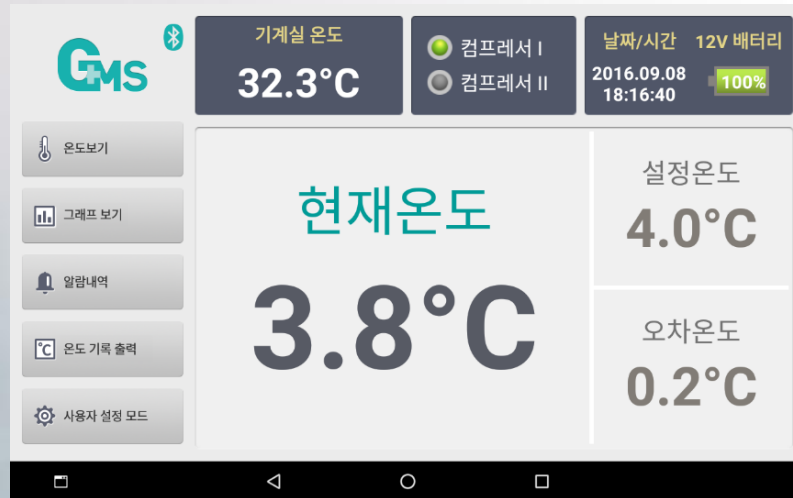 GMS
기계실 온도
32.3°C
컴프레서 I
컴프레서 II
날짜/시간
2016.09.08
18:16:40
12V 배터리
100%
온도보기
그래프 보기
알람내역
°C
온도 기록 출력
사용자 설정 모드
현재온도
3.8°C
설정온도
4.0°C
오차온도
0.2°C